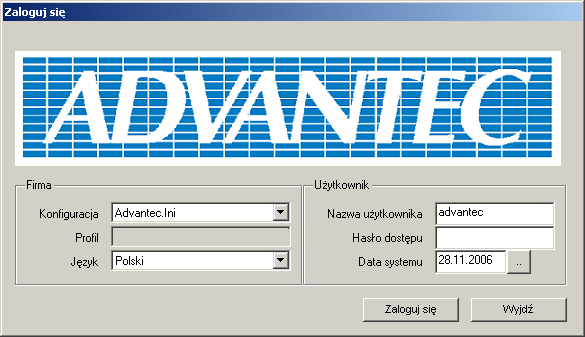 Zaloguj się
ADVANTEC
Firma
Konfiguracja Advantec.Ini
Profil
Język Polski
Użytkownik
Nazwa użytkownika advantec
Hasło dostępu
Data systemu 28.11.2006 ..
Zaloguj się Wyjdź